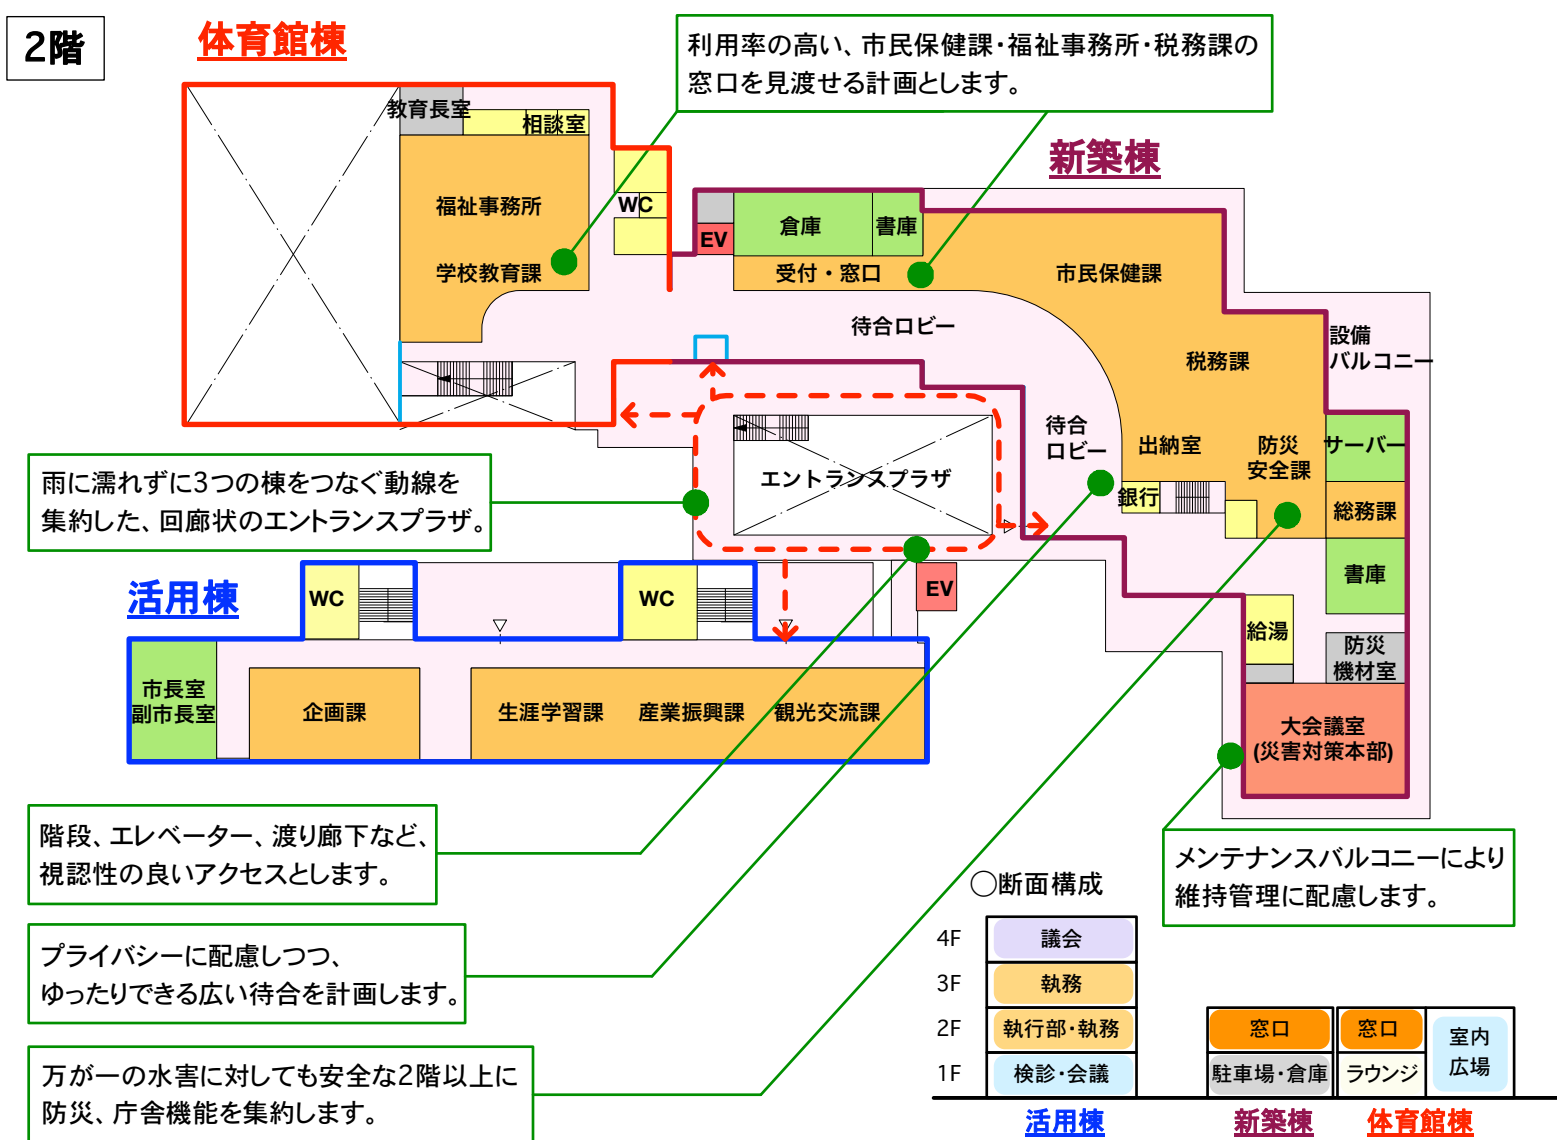 2階
体育館棟
利用率の高い、市民保健課・福祉事務所・税務課の
窓口を見渡せる計画とします。
新築棟
教育長室
相談室
福祉事務所
学校教育課
WC
EV
倉庫
書庫
受付・窓口
市民保健課
待合ロビー
税務課
設備
バルコニー
待合
ロビー
出納室
防災
安全課
サーバー
銀行
総務課
エントランスプラザ
雨に濡れずに3つの棟をつなぐ動線を
集約した、回廊状のエントランスプラザ。
書庫
活用棟
WC
WC
EV
給湯
防災
機材室
市長室
副市長室
企画課
生涯学習課
産業振興課
観光交流課
大会議室
(災害対策本部)
階段、エレベーター、渡り廊下など、
視認性の良いアクセスとします。
メンテナンスバルコニーにより
維持管理に配慮します。
プライバシーに配慮しつつ、
ゆったりできる広い待合を計画します。
万が一の水害に対しても安全な2階以上に
防災、庁舎機能を集約します。
○断面構成
4F
議会
3F
執務
2F
執行部・執務
窓口
窓口
室内
広場
1F
検診・会議
駐車場・倉庫
ラウンジ
活用棟
新築棟
体育館棟